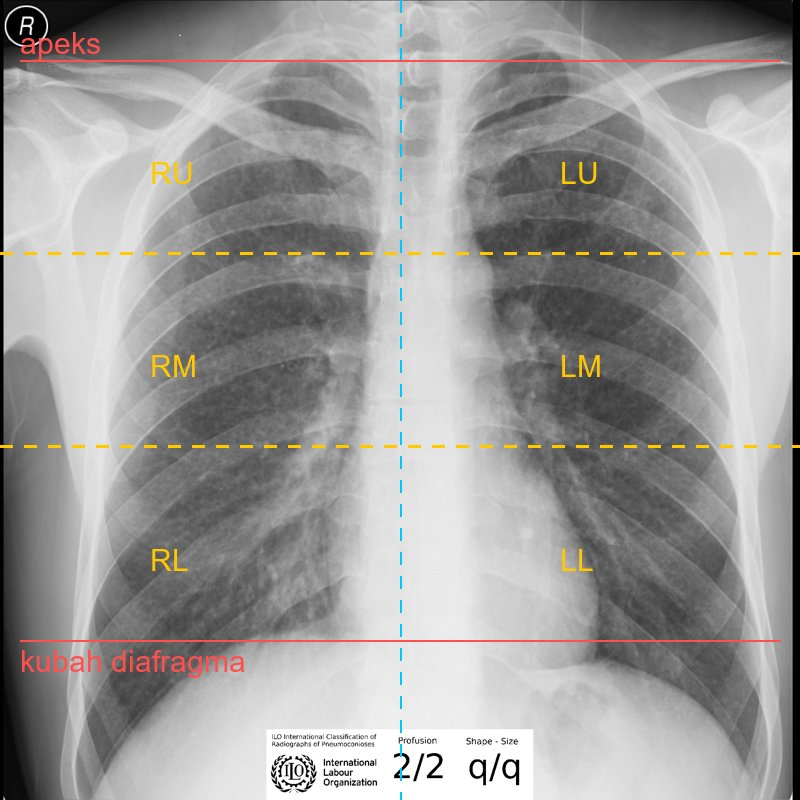 R
apeks
RU
LU
RM
LM
RL
LL
kubah diafragma
ILO International Classification of
Radiographs of Pneumoconioses
Profusion
Shape - Size
ILO
International
Labour
Organization
2/2
q/q